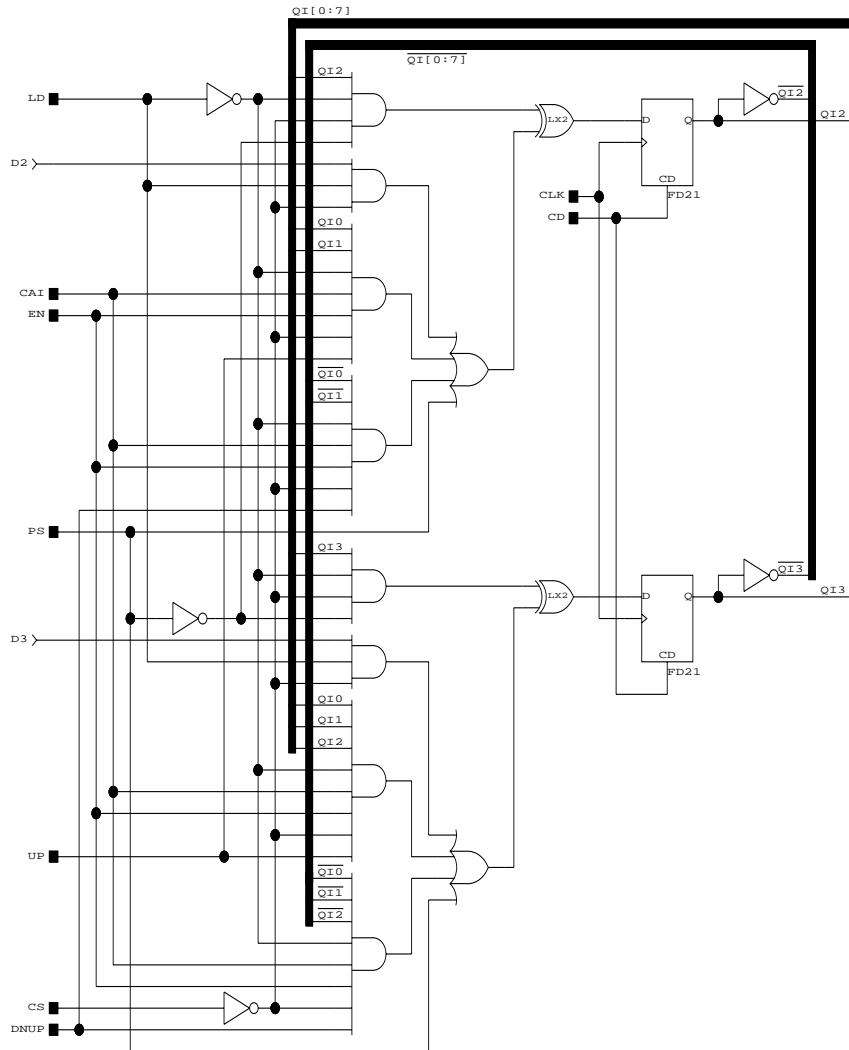 QI[0:7]
QI[0:7]
QI2
QI2
LD
QI2
LX2
D
Q
D2
CD
CLK
FD21
CD
QI0
QI1
CAI
EN
QI0
QI1
PS
QI3
QI3
QI3
LX2
D
Q
D3
CD
FD21
QI0
QI1
QI2
UP
QI0
QI1
QI2
CS
DNUP